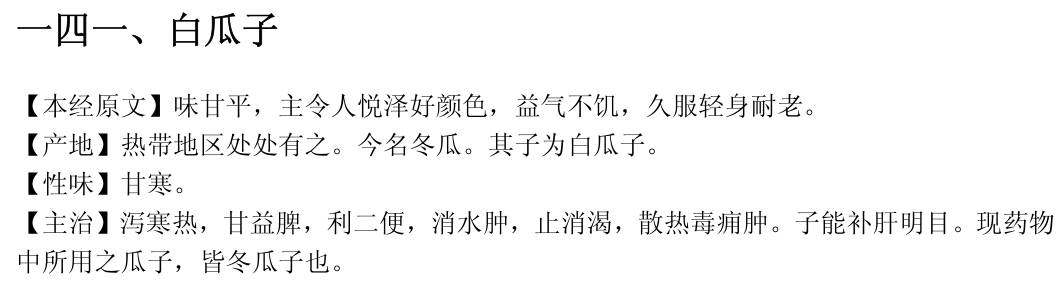 一四一、白瓜子
【本经原文】味甘平，主令人悦泽好颜色，益气不饥，久服轻身耐老。
【产地】热带地区处处有之。今名冬瓜。其子为白瓜子。
【性味】甘寒。
【主治】泻寒热，甘益脾，利二便，消水肿，止消渴，散热毒痈肿。子能补肝明目。现药物
中所用之瓜子，皆冬瓜子也。